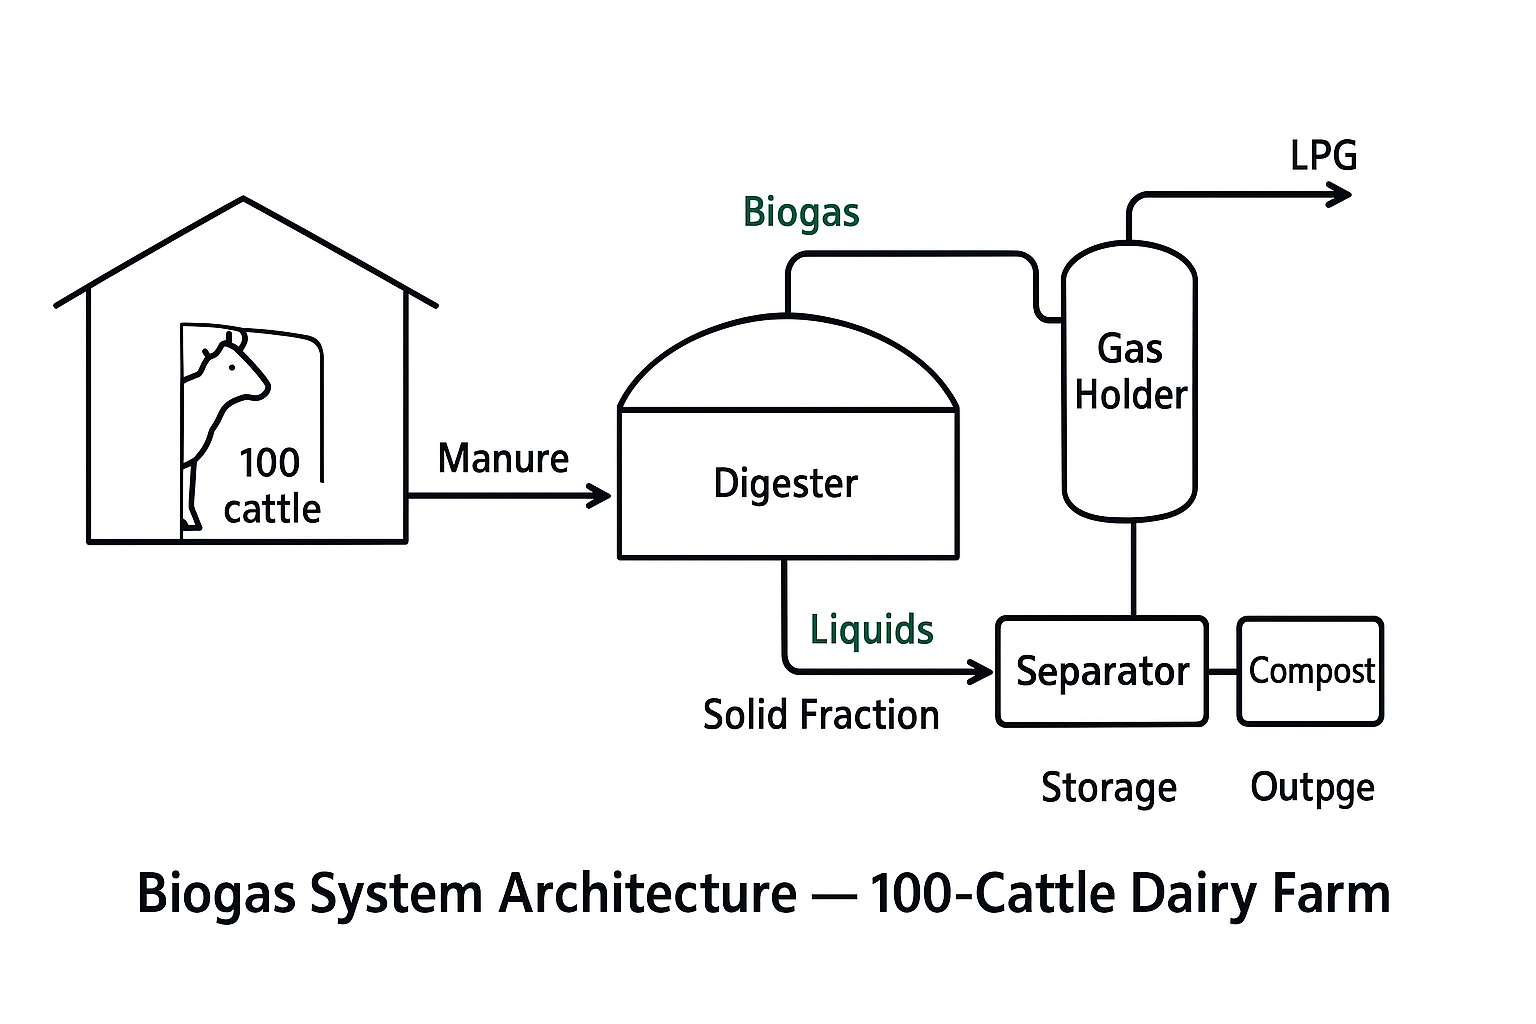 LPG
Biogas
Gas
Holder
Manure
100
cattle
Digester
Liquids
Separator
Compost
Solid Fraction
Storage
Outpge
Biogas System Architecture — 100-Cattle Dairy Farm